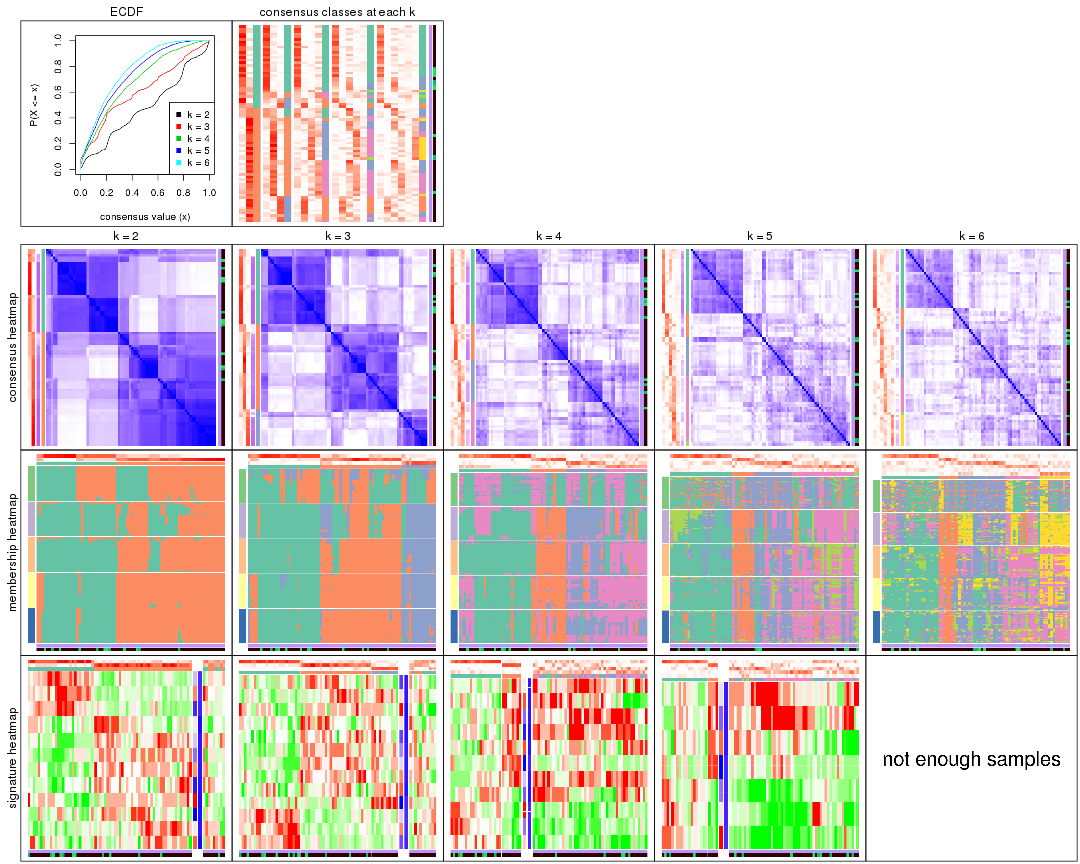 ECDF
consensus classes at each k
P(X <= x)
0.0 0.2 0.4 0.6 0.8 1.0
k = 2
k = 3
k = 4
k = 5
k = 6
0.0 0.2 0.4 0.6 0.8 1.0
consensus value (x)
k = 2
k = 3
k = 4
k = 5
k = 6
consensus heatmap
membership heatmap
signature heatmap
not enough samples